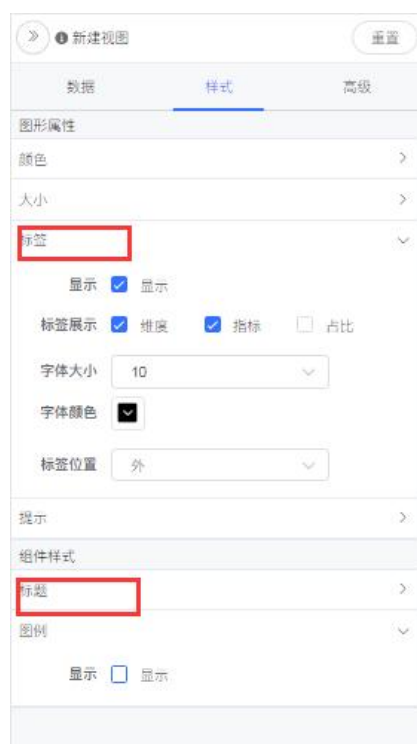 新建视图 重置
数据 样式 高级
图形属性
颜色
大小
标签
显示 显示
标签展示 维度 指标 占比
字体大小 10
字体颜色
标签位置 外
提示
组件样式
标题
图例
显示 显示